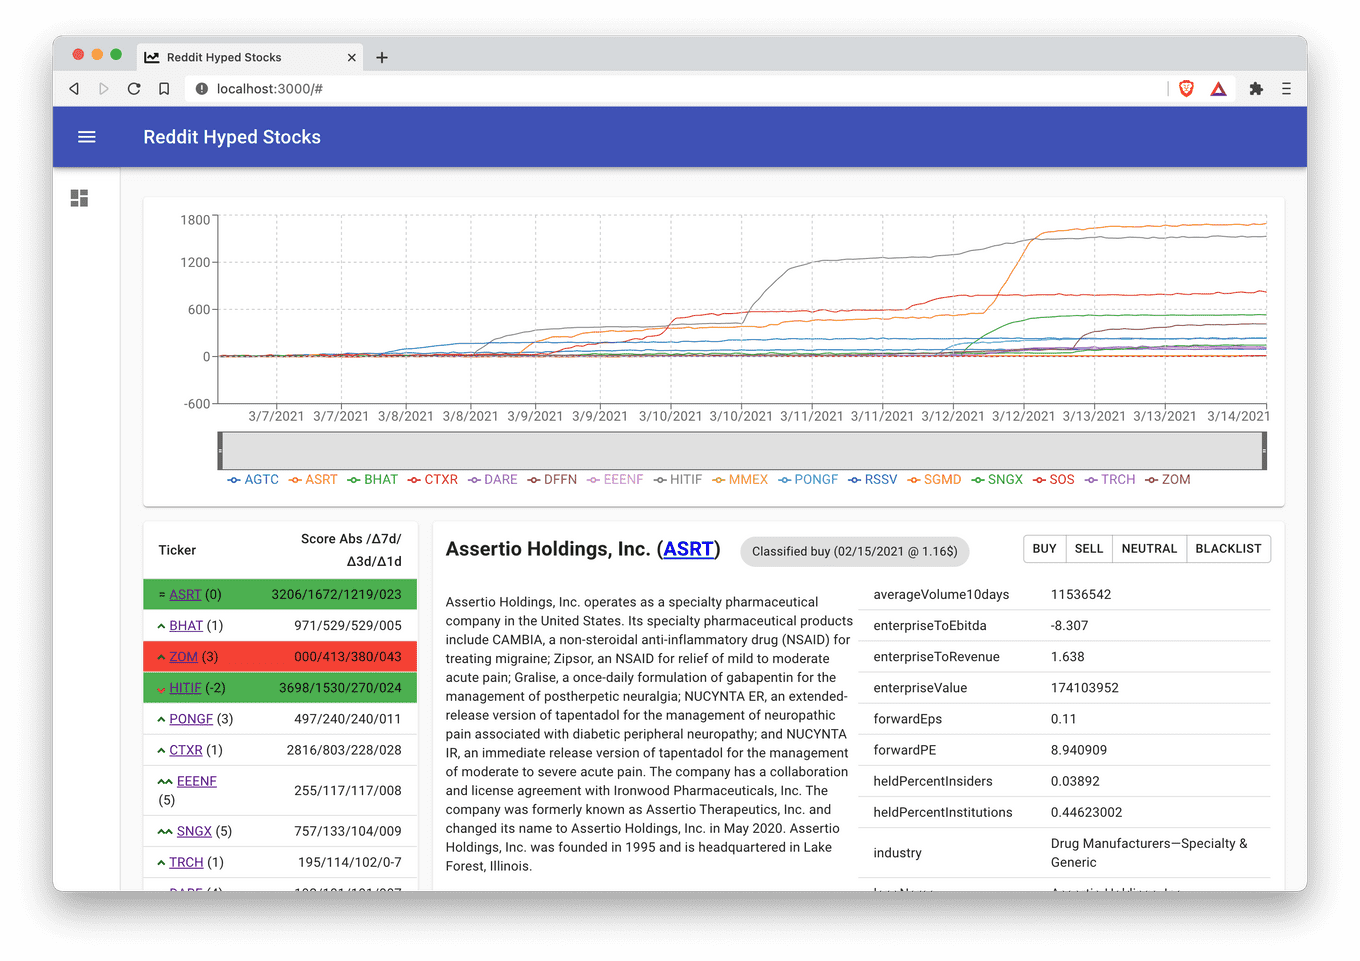 Reddit Hyped Stocks
localhost:3000/#
Reddit Hyped Stocks
1800
1200
600
0
-600
3/7/2021 3/7/2021 3/8/2021 3/8/2021 3/9/2021 3/9/2021 3/10/2021 3/10/2021 3/11/2021 3/11/2021 3/12/2021 3/12/2021 3/13/2021 3/13/2021 3/14/2021
AGTC ASRT BHAT CTXR DARE DFFN EEENF HITIF MMEX PONGF RSSV SGMD SNGX SOS TRCH ZOM
Ticker
Score Abs /Δ7d/
Δ3d/Δ1d
= ASRT (0) 3206/1672/1219/023
BHAT (1) 971/529/529/005
ZOM (3) 000/413/380/043
HITIF (-2) 3698/1530/270/024
PONGF (3) 497/240/240/011
CTXR (1) 2816/803/228/028
EEENF
(5)
255/117/117/008
SNGX (5) 757/133/104/009
TRCH (1) 195/114/102/0-7
Assertio Holdings, Inc. (ASRT)
Classified buy (02/15/2021 @ 1.16$)
BUY SELL NEUTRAL BLACKLIST
Assertio Holdings, Inc. operates as a specialty pharmaceutical
company in the United States. Its specialty pharmaceutical products
include CAMBIA, a non-steroidal anti-inflammatory drug (NSAID) for
treating migraine; Zipsor, an NSAID for relief of mild to moderate
acute pain; Gralise, a once-daily formulation of gabapentin for the
management of postherpetic neuralgia; NUCYNTA ER, an extended-
release version of tapentadol for the management of neuropathic
pain associated with diabetic peripheral neuropathy; and NUCYNTA
IR, an immediate release version of tapentadol for the management
of moderate to severe acute pain. The company has a collaboration
and license agreement with Ironwood Pharmaceuticals, Inc. The
company was formerly known as Assertio Therapeutics, Inc. and
changed its name to Assertio Holdings, Inc. in May 2020. Assertio
Holdings, Inc. was founded in 1995 and is headquartered in Lake
Forest, Illinois.
averageVolume10days 11536542
enterpriseToEbitda -8.307
enterpriseToRevenue 1.638
enterpriseValue 174103952
forwardEps 0.11
forwardPE 8.940909
heldPercentInsiders 0.03892
heldPercentInstitutions 0.44623002
industry
Drug Manufacturers—Specialty &
Generic